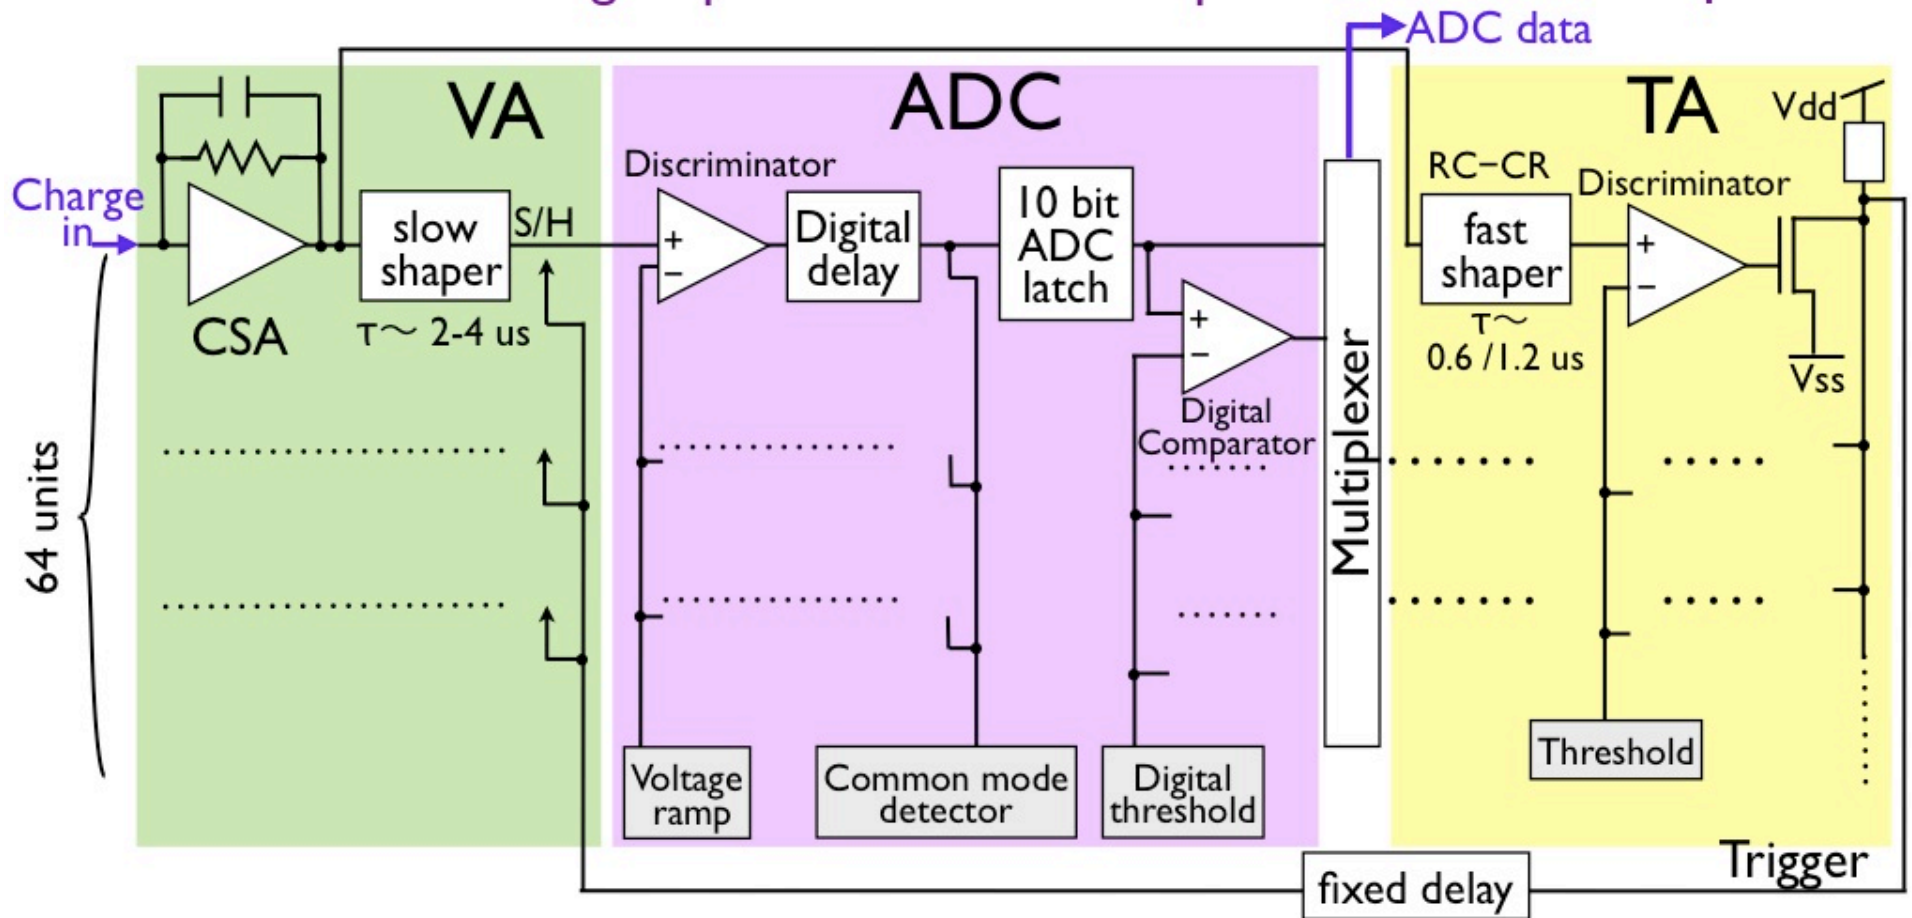 ADC data
VA
ADC
TA
Vdd
Charge
in
CSA
slow
shaper
τ～ 2-4 us
S/H
Discriminator
+
−
Digital
delay
10 bit
ADC
latch
+
−
Digital
Comparator
Multiplexer
RC−CR
fast
shaper
τ～
0.6 /1.2 us
Discriminator
+
−
Vss
64 units
Voltage
ramp
Common mode
detector
Digital
threshold
Threshold
Trigger
fixed delay